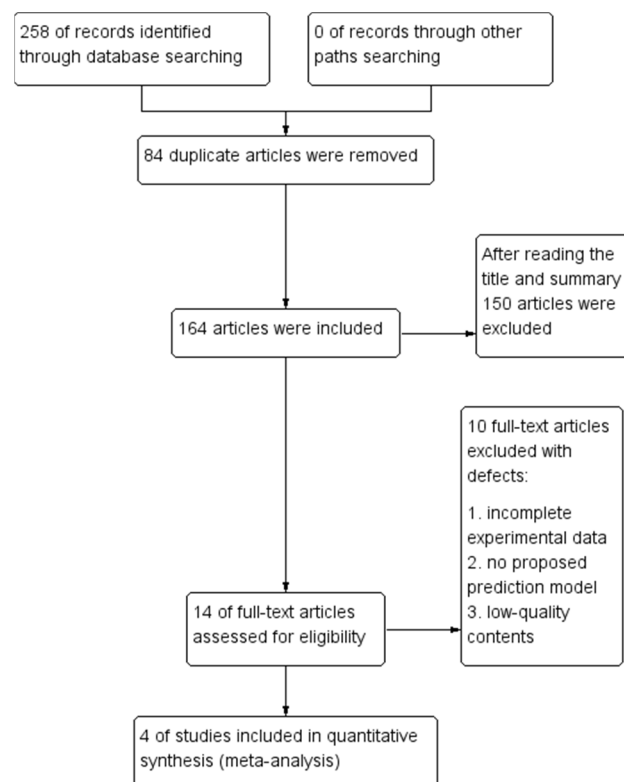 258 of records identified
through database searching
0 of records through other
paths searching
84 duplicate articles were removed
After reading the
title and summary
150 articles were
excluded
164 articles were included
10 full-text articles
excluded with
defects:
1. incomplete
experimental data
2. no proposed
prediction model
3. low-quality
contents
14 of full-text articles
assessed for eligibility
4 of studies included in quantitative
synthesis (meta-analysis)